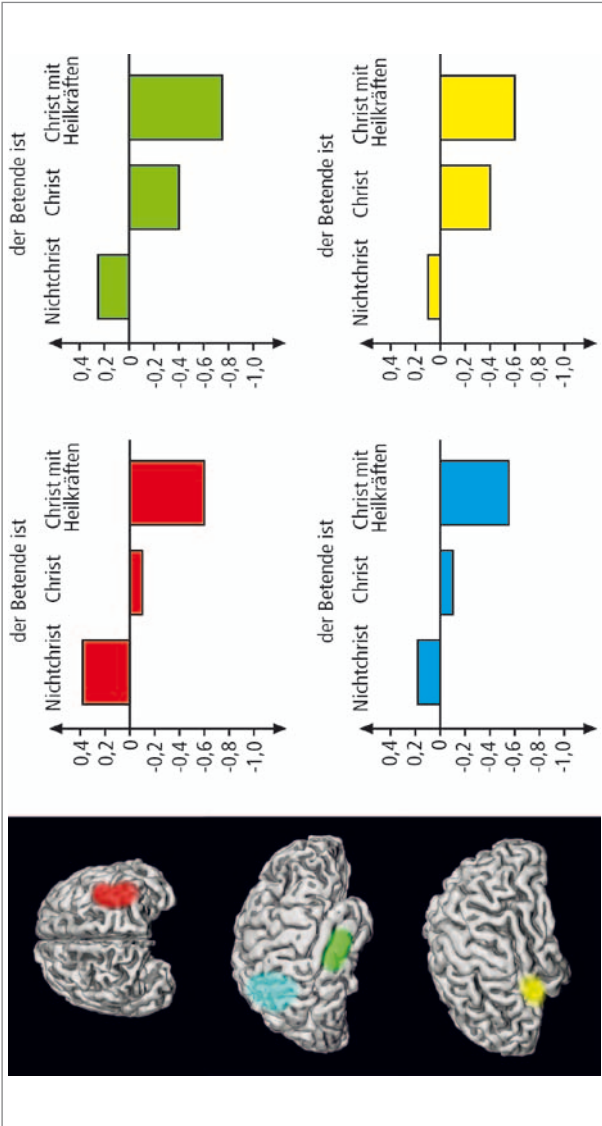 der Betende ist
Nichtchrist
Christ
Christ mit
Heilkräften
0,4
0,2
0
-0,2
-0,4
-0,6
-0,8
-1,0
der Betende ist
Nichtchrist
Christ
Christ mit
Heilkräften
0,4
0,2
0
-0,2
-0,4
-0,6
-0,8
-1,0
der Betende ist
Nichtchrist
Christ
Christ mit
Heilkräften
0,4
0,2
0
-0,2
-0,4
-0,6
-0,8
-1,0
der Betende ist
Nichtchrist
Christ
Christ mit
Heilkräften
0,4
0,2
0
-0,2
-0,4
-0,6
-0,8
-1,0